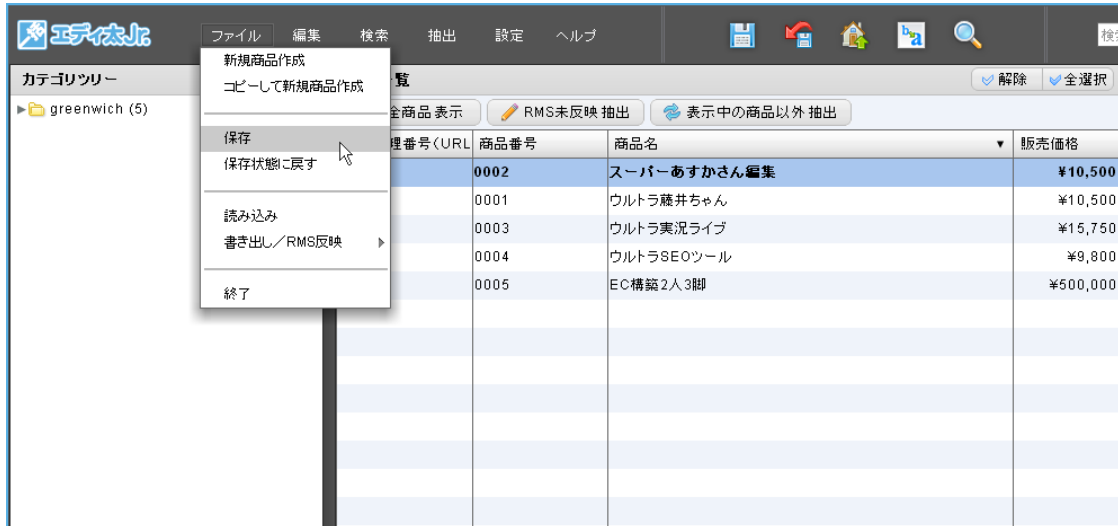 エディ太Jr. ファイル 編集 検索 抽出 設定 ヘルプ
カテゴリツリー
greenwich (5)
新規商品作成
コピーして新規商品作成
保存
保存状態に戻す
読み込み
書き出し／RMS反映
終了
覧 解除 全選択
全商品 表示 RMS未反映 抽出 表示中の商品以外 抽出
理番号(URL 商品番号 商品名 販売価格
0002 スーパーあすかさん編集 ¥10,500
0001 ウルトラ藤井ちゃん ¥10,500
0003 ウルトラ実況ライブ ¥15,750
0004 ウルトラSEOツール ¥9,800
0005 EC構築2人3脚 ¥500,000